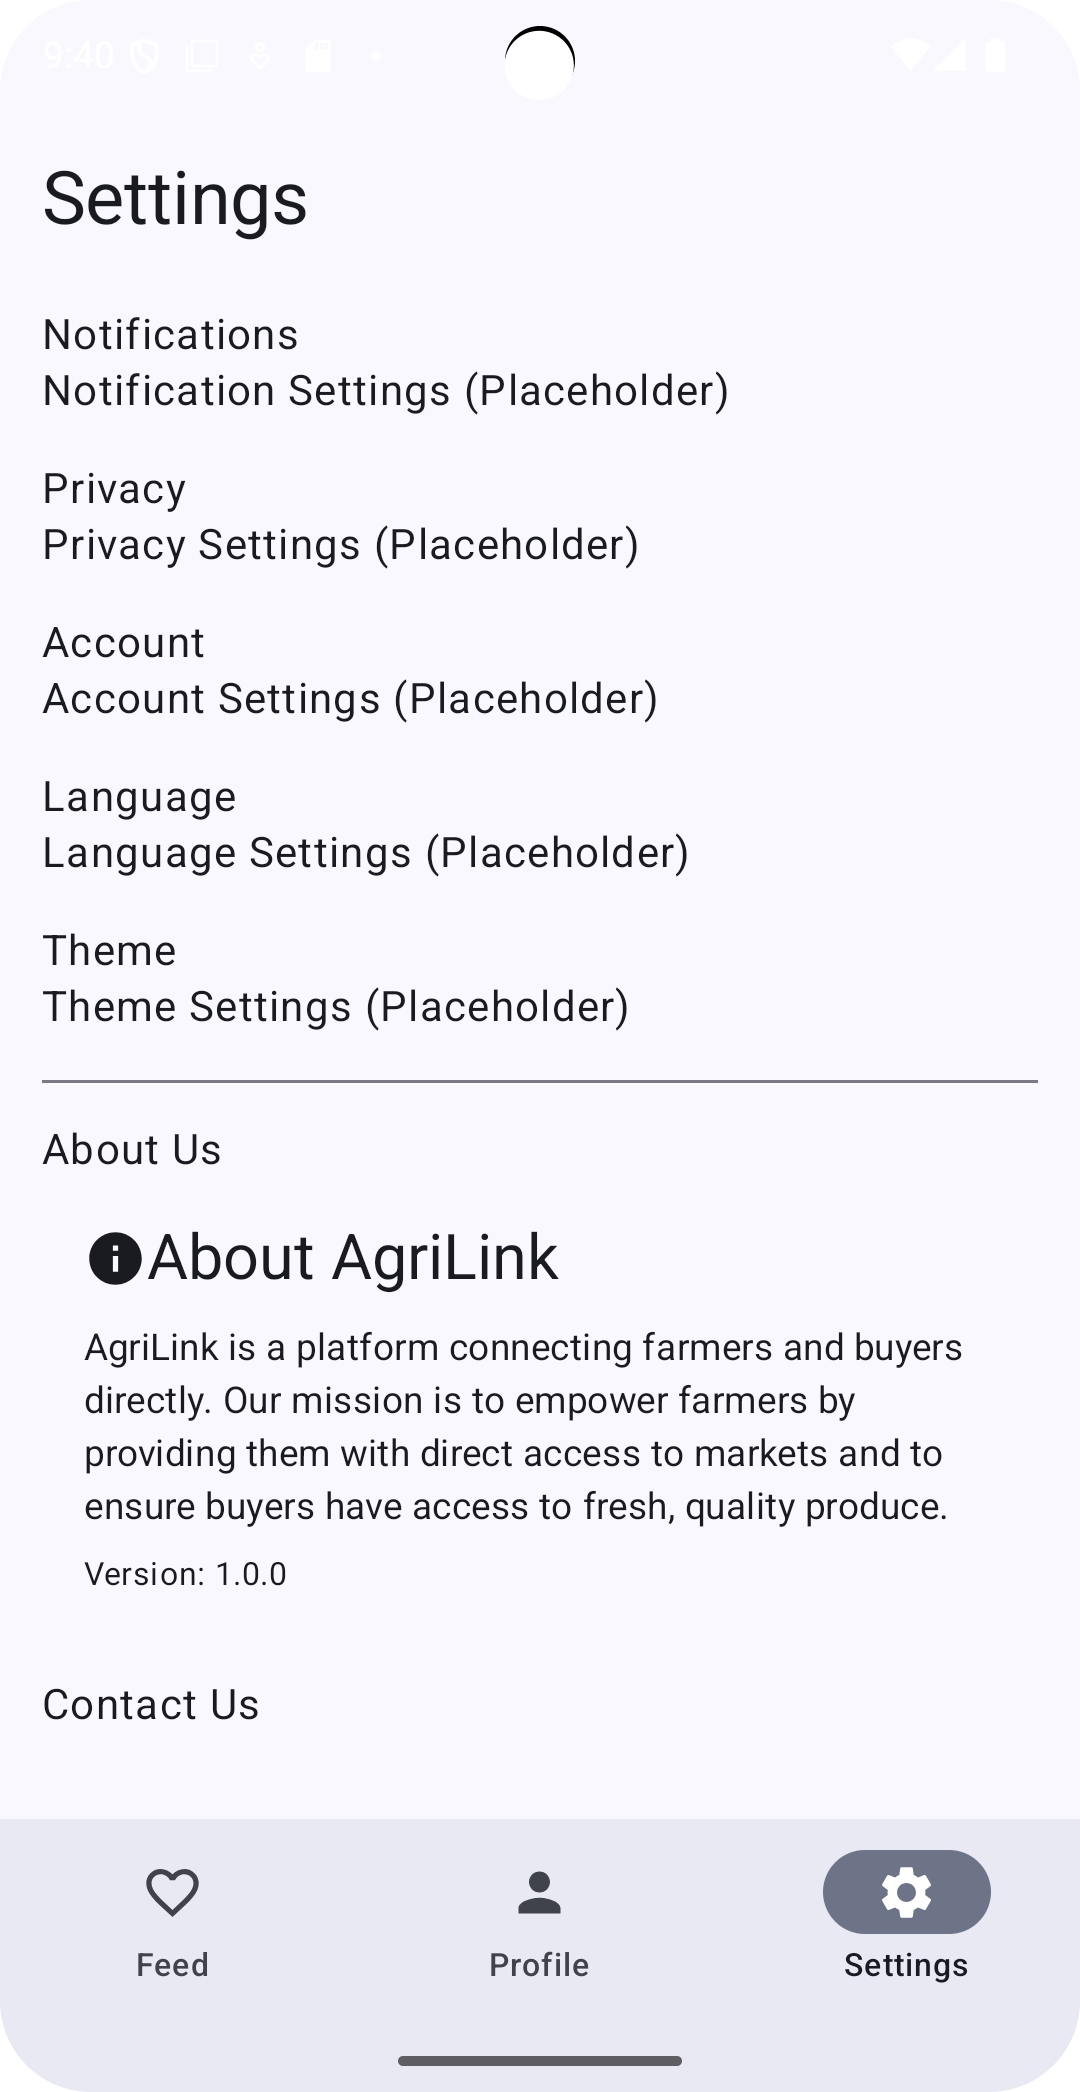 9:40
Settings
Notifications
Notification Settings (Placeholder)
Privacy
Privacy Settings (Placeholder)
Account
Account Settings (Placeholder)
Language
Language Settings (Placeholder)
Theme
Theme Settings (Placeholder)
About Us
About AgriLink
AgriLink is a platform connecting farmers and buyers
directly. Our mission is to empower farmers by
providing them with direct access to markets and to
ensure buyers have access to fresh, quality produce.
Version: 1.0.0
Contact Us
Feed
Profile
Settings